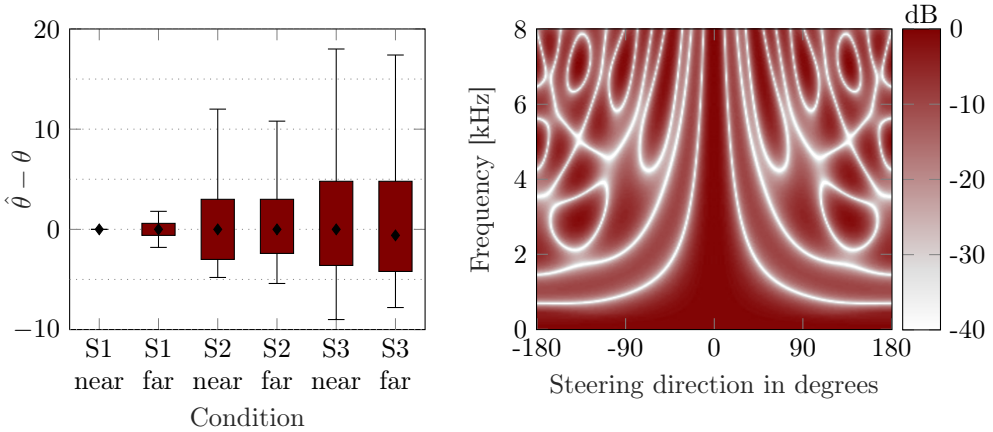 20
10
0
−10
θ̂ − θ
S1 S1 S2 S2 S3 S3
near far near far near far
Condition
8
6
4
2
0
Frequency [kHz]
-180 -90 0 90 180
Steering direction in degrees
dB
0
-10
-20
-30
-40